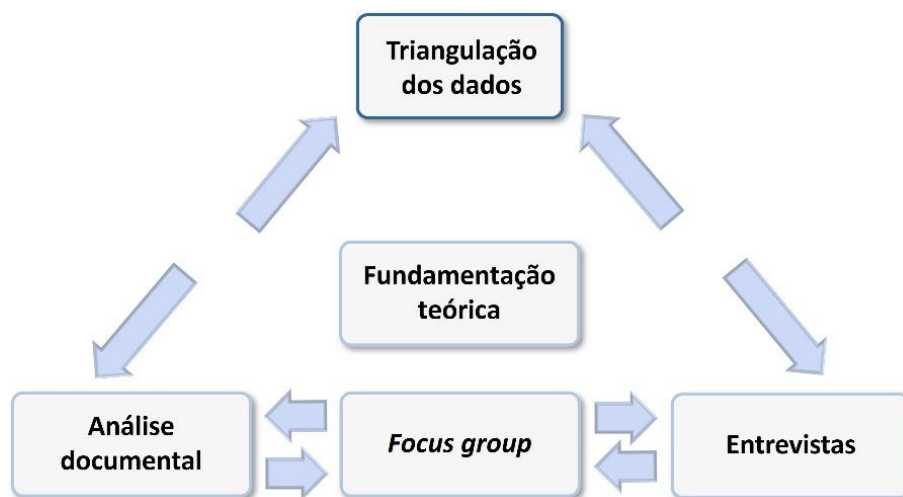 Triangulação
dos dados
Fundamentação
teórica
Análise
documental
Focus group
Entrevistas